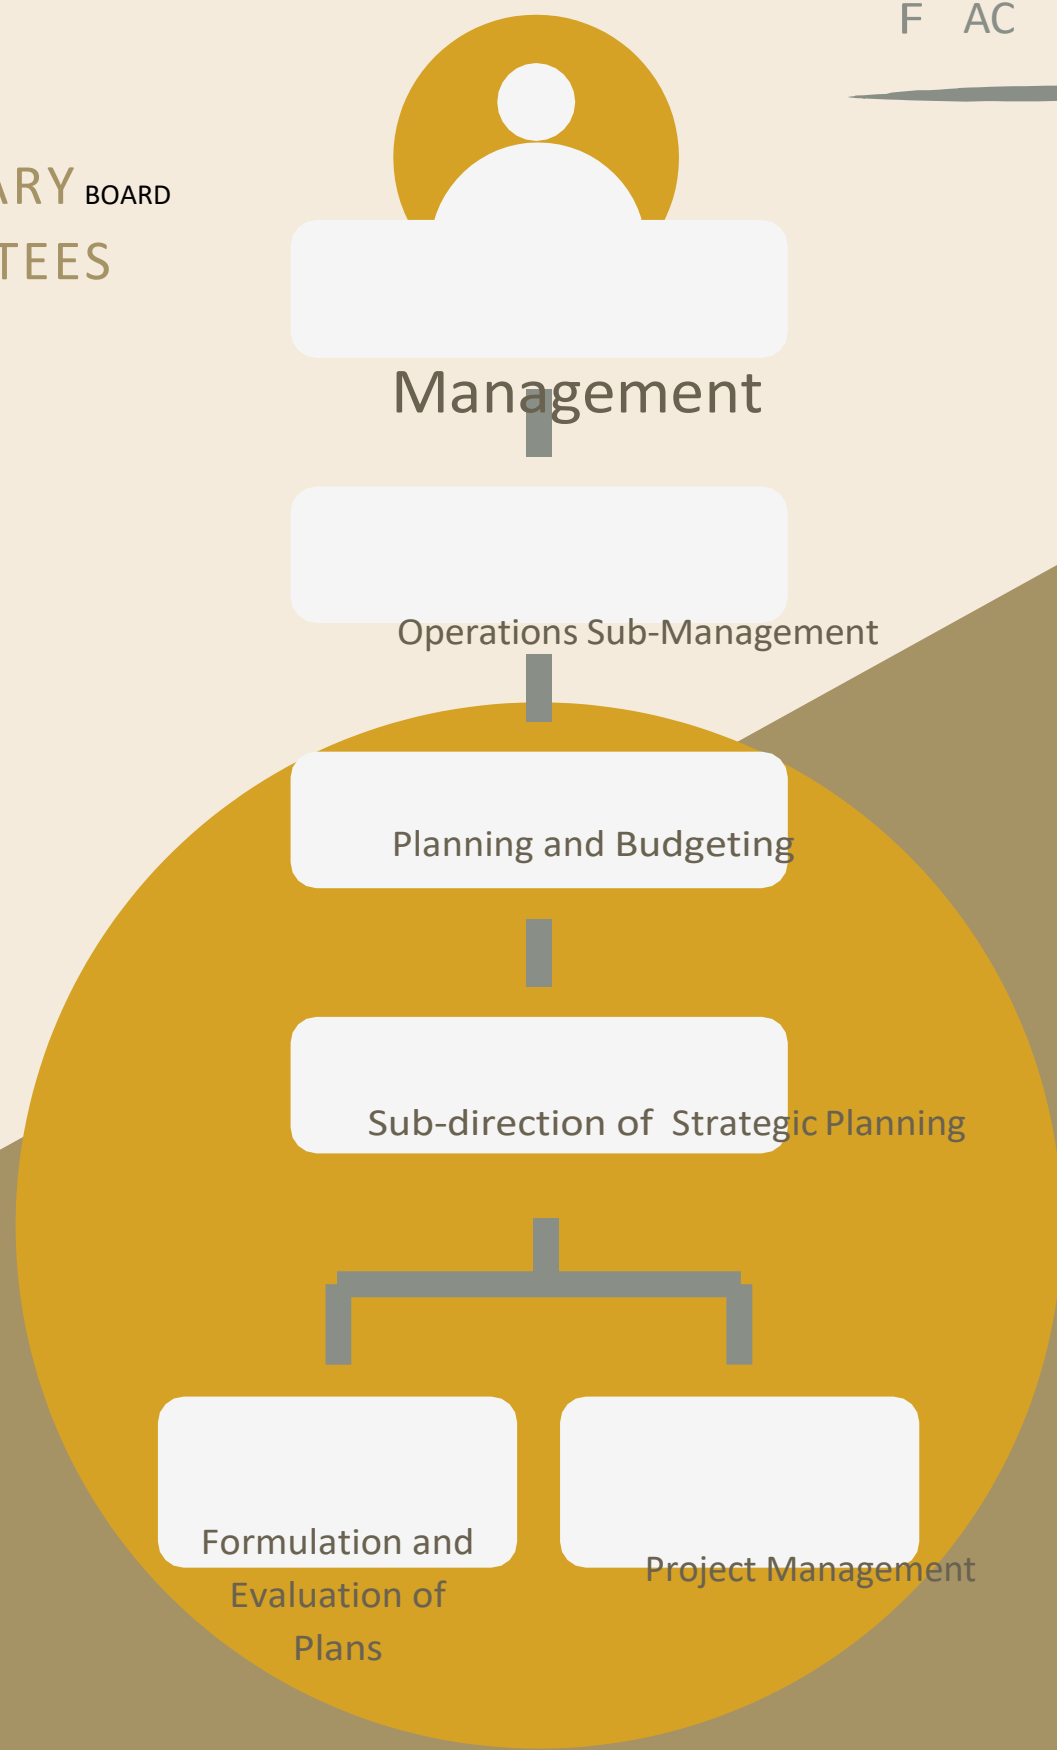 F AC
ARY BOARD
TEES
Management
Operations Sub-Management
Planning and Budgeting
Sub-direction of Strategic Planning
Formulation and
Evaluation of
Plans
Project Management